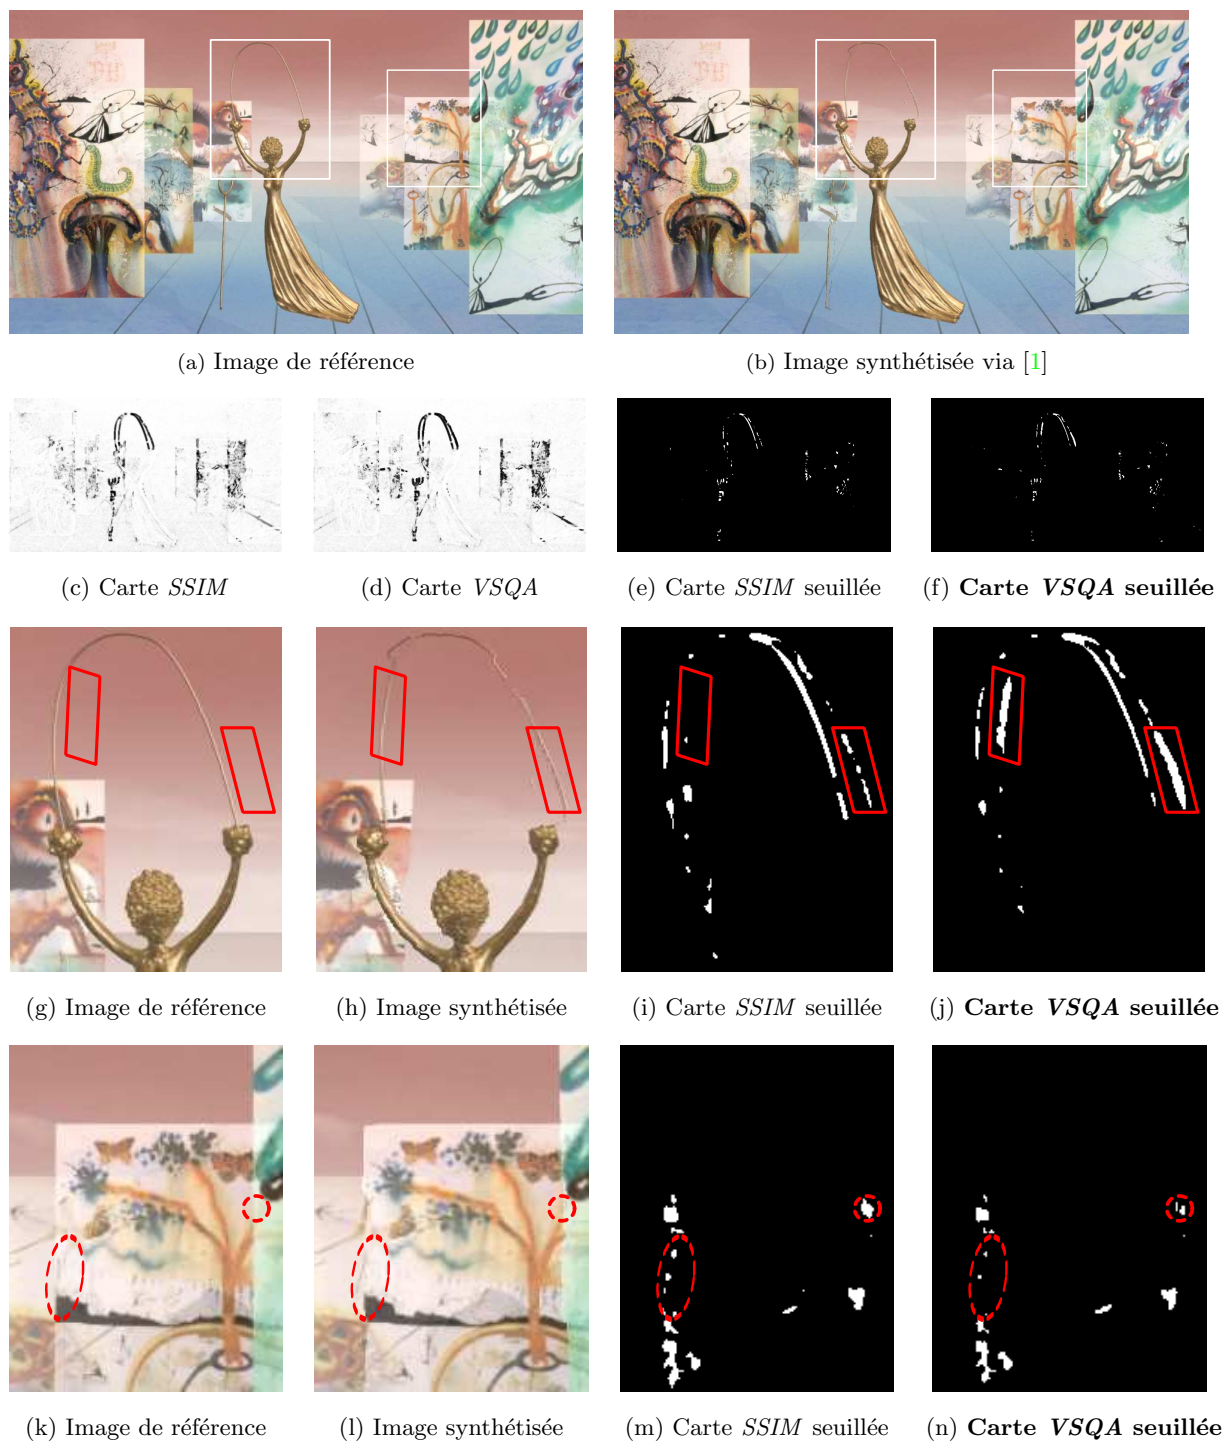 (a) Image de référence
(b) Image synthétisée via [1]
(c) Carte SSIM
(d) Carte VSQA
(e) Carte SSIM seuillée
(f) Carte VSQA seuillée
(g) Image de référence
(h) Image synthétisée
(i) Carte SSIM seuillée
(j) Carte VSQA seuillée
(k) Image de référence
(l) Image synthétisée
(m) Carte SSIM seuillée
(n) Carte VSQA seuillée